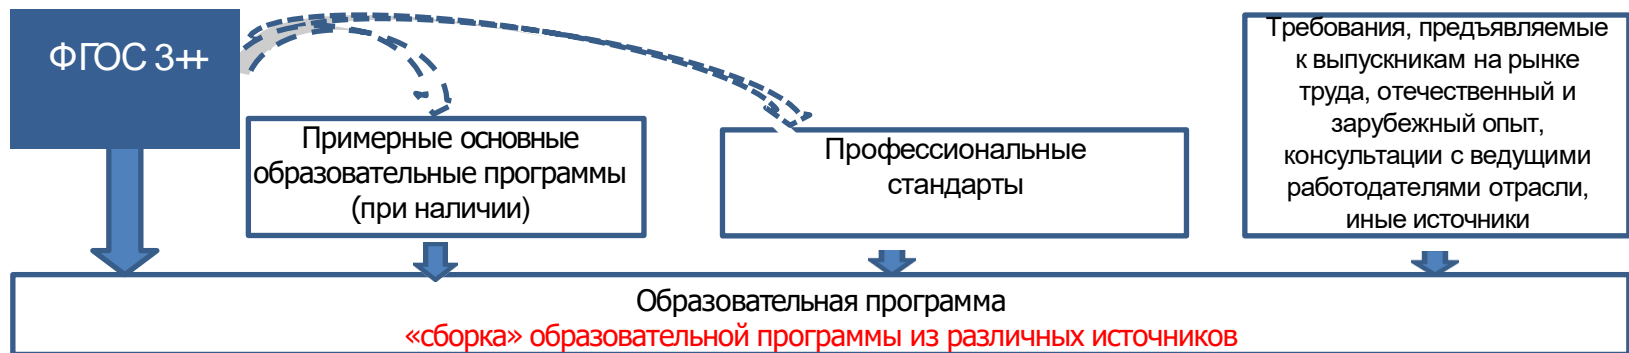 ФГОС 3++
Примерные основные
образовательные программы
(при наличии)
Профессиональные
стандарты
Требования, предъявляемые
к выпускникам на рынке
труда, отечественный и
зарубежный опыт,
консультации с ведущими
работодателями отрасли,
иные источники
Образовательная программа
«сборка» образовательной программы из различных источников